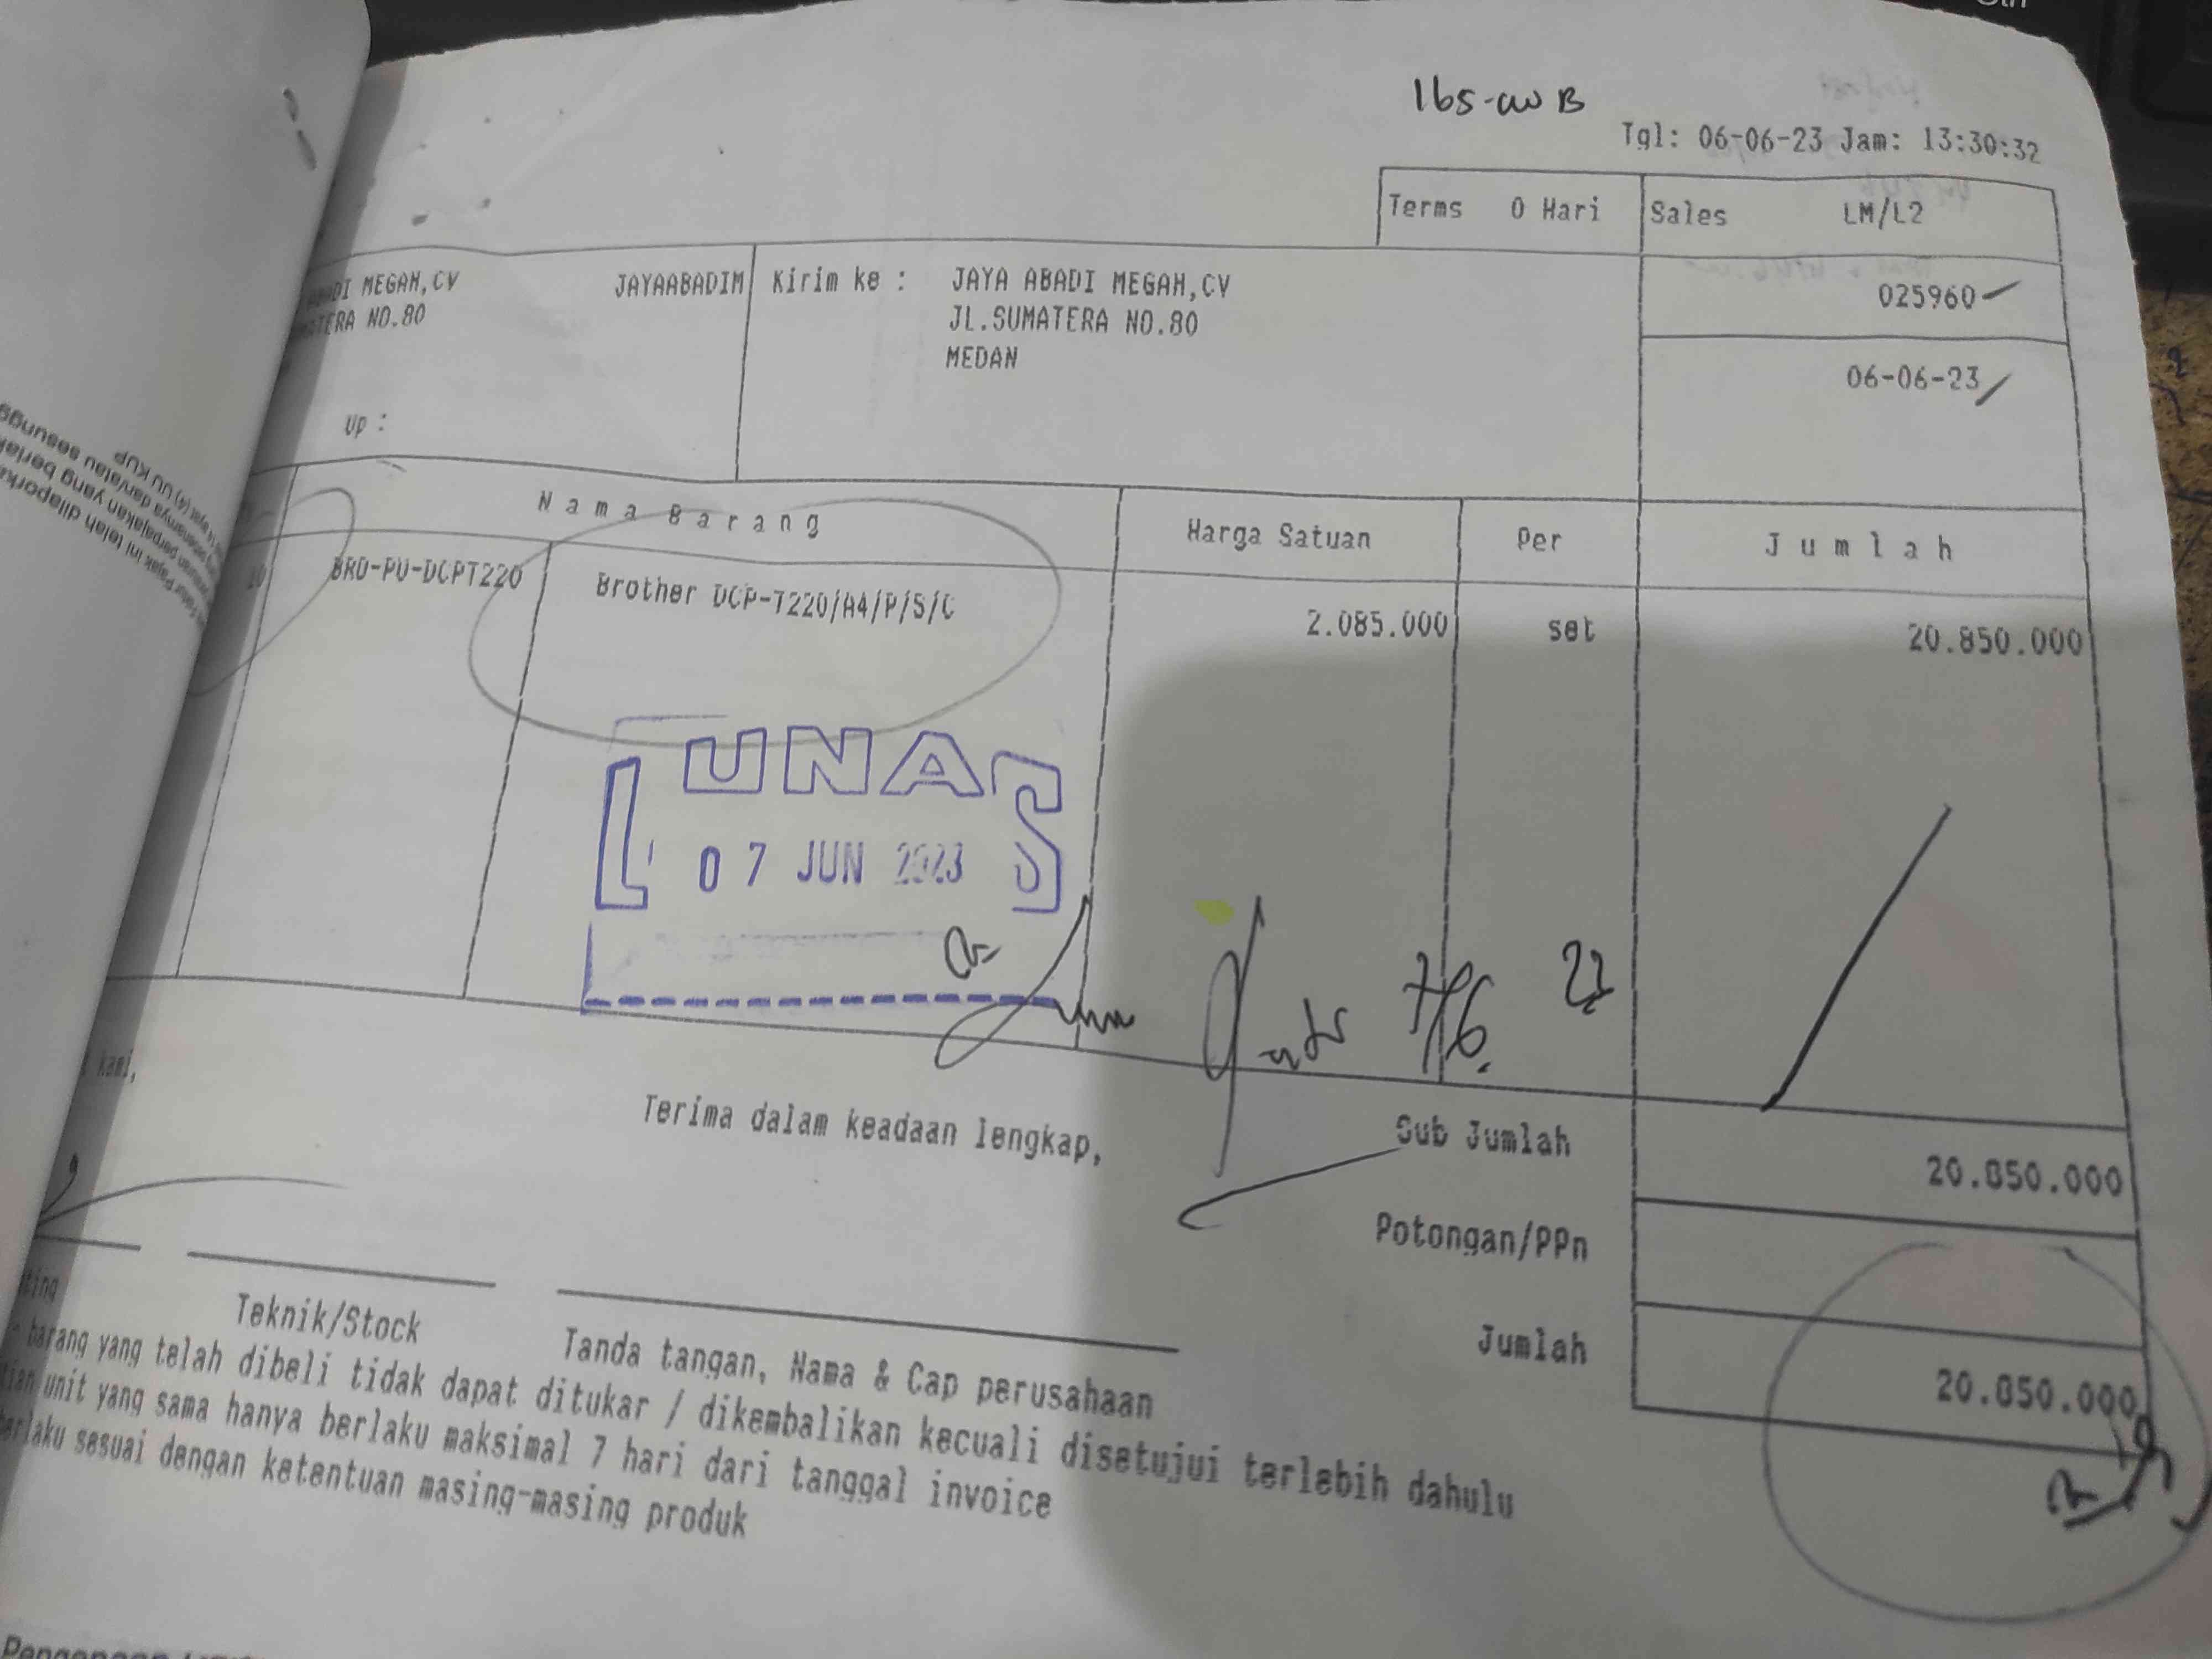 Tgl: 06-06-23 Jam: 13:30:32
Terms 0 Hari Sales LM/L2
ABADI MEGAH,CV JAYAABADIM Kirim ke : JAYA ABADI MEGAH,CV 025960
NO.80 JL.SUMATERA NO.80
MEDAN 06-06-23
up :
Nama Barang Harga Satuan Per Jumlah
10 BRO-PU-DCPT220 Brother DCP-T220/A4/P/S/C 2.085.000 set 20.850.000
LUNAS
07 JUN 2023
7/6 23
kami,
Terima dalam keadaan lengkap,
Sub Jumlah 20.850.000
Potongan/PPn
Jumlah 20.850.000
Teknik/Stock Tanda tangan, Nama & Cap perusahaan
barang yang telah dibeli tidak dapat ditukar / dikembalikan kecuali disetujui terlebih dahulu
unit yang sama hanya berlaku maksimal 7 hari dari tanggal invoice
berlaku sesuai dengan ketentuan masing-masing produk